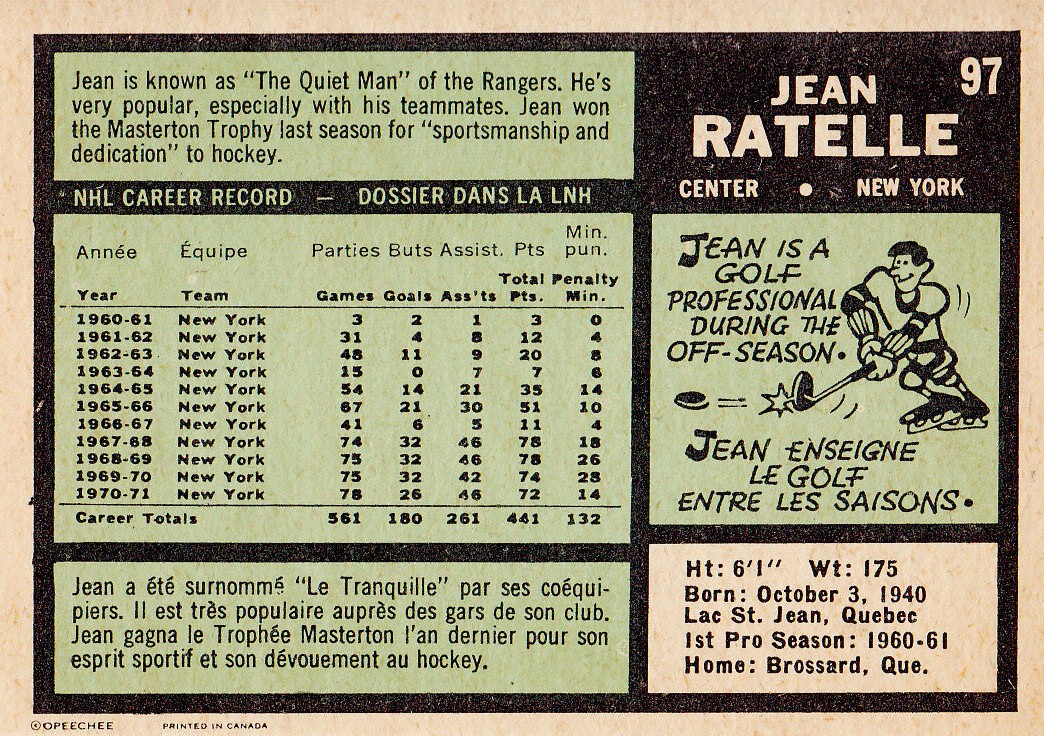 Jean is known as "The Quiet Man" of the Rangers. He's
very popular, especially with his teammates. Jean won
the Masterton Trophy last season for "sportsmanship and
dedication" to hockey.
97
JEAN
RATELLE
CENTER • NEW YORK
NHL CAREER RECORD — DOSSIER DANS LA LNH
Année Équipe Parties Buts Assist. Pts Min. pun.
Year Team Games Goals Ass'ts Total Pts. Penalty Min.
1960-61 New York 3 2 1 3 0
1961-62 New York 31 4 8 12 4
1962-63 New York 48 11 9 20 8
1963-64 New York 15 0 7 7 6
1964-65 New York 54 14 21 35 14
1965-66 New York 67 21 30 51 10
1966-67 New York 41 6 5 11 4
1967-68 New York 74 32 46 78 18
1968-69 New York 75 32 46 78 26
1969-70 New York 75 32 42 74 28
1970-71 New York 78 26 46 72 14
Career Totals 561 180 261 441 132
JEAN IS A
GOLF
PROFESSIONAL
DURING THE
OFF-SEASON.
JEAN ENSEIGNE
LE GOLF
ENTRE LES SAISONS.
Jean a été surnommé "Le Tranquille" par ses coéqui-
piers. Il est très populaire auprès des gars de son club.
Jean gagna le Trophée Masterton l'an dernier pour son
esprit sportif et son dévouement au hockey.
Ht: 6'1" Wt: 175
Born: October 3, 1940
Lac St. Jean, Quebec
1st Pro Season: 1960-61
Home: Brossard, Que.
©OPEECHEE PRINTED IN CANADA